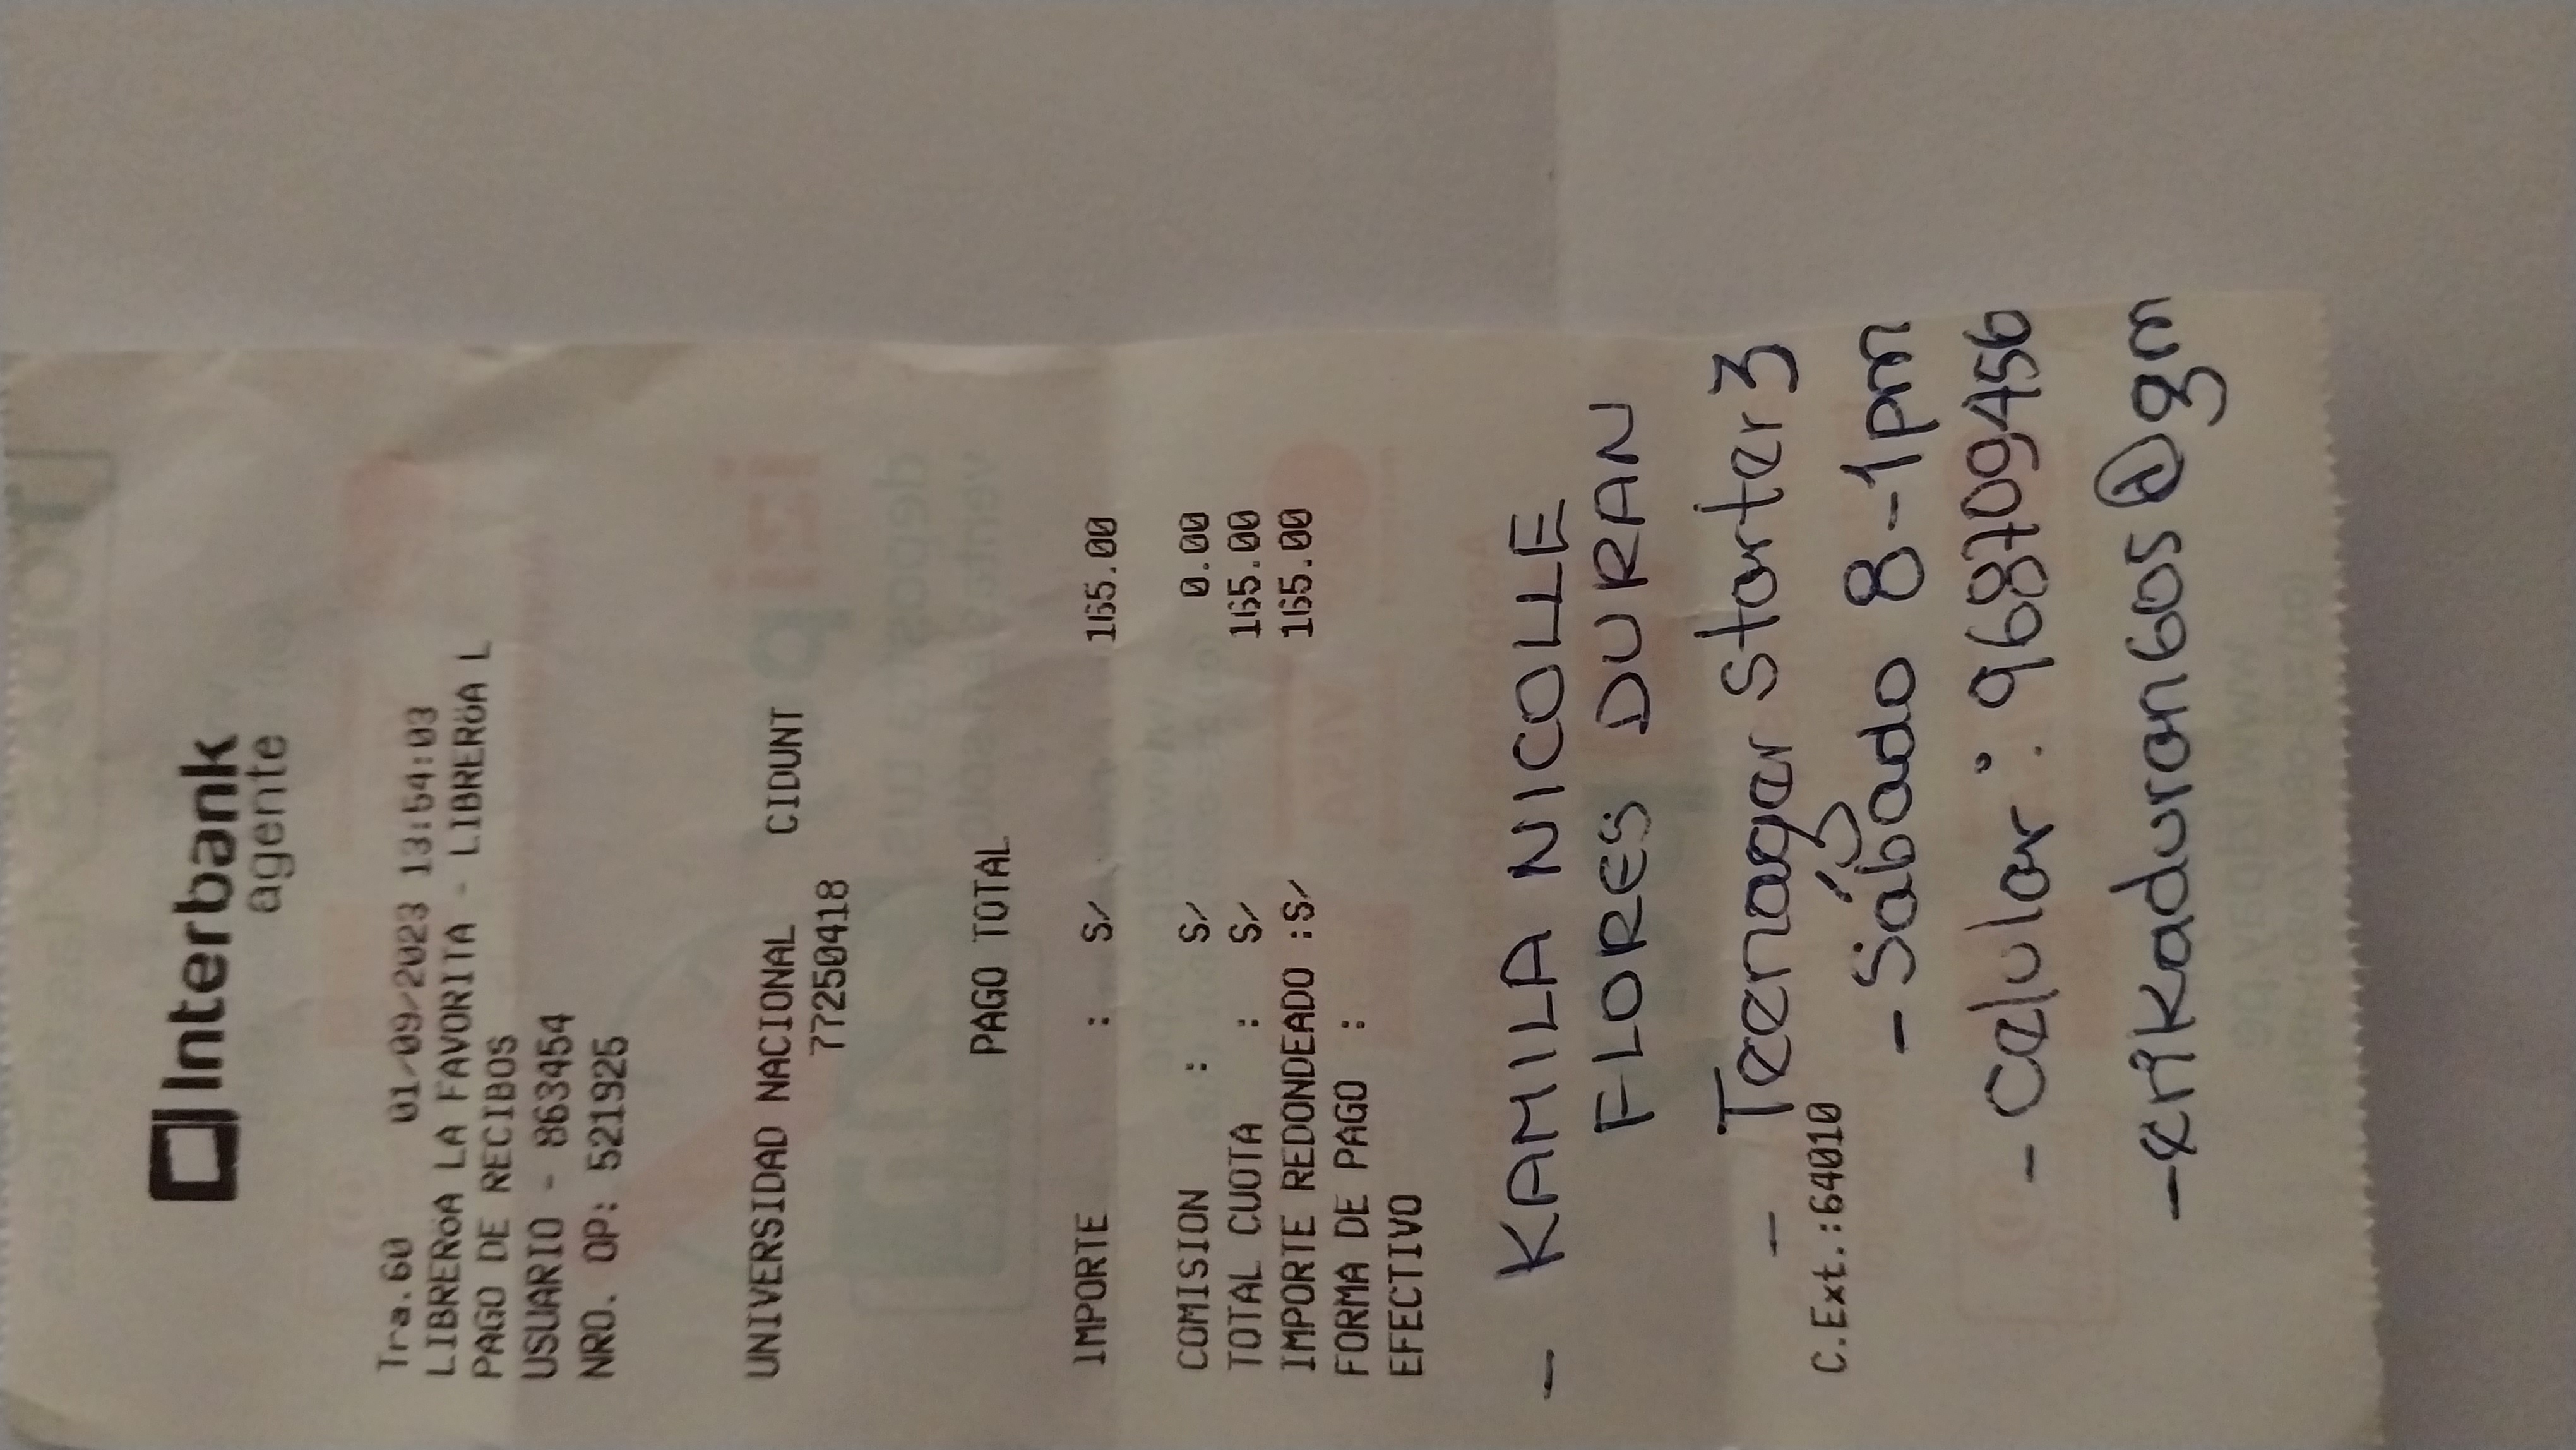 Interbank
agente
Tra.60 01/09/2023 13:54:03
LIBREROA LA FAVORITA - LIBREROA L
PAGO DE RECIBOS
USUARIO - 863454
NRO. OP: 521925
UNIVERSIDAD NACIONAL CIDUNT
77250418
PAGO TOTAL
IMPORTE : S/ 165.00
COMISION : S/ 0.00
TOTAL CUOTA : S/ 165.00
IMPORTE REDONDEADO :S/ 165.00
FORMA DE PAGO :
EFECTIVO
- KAMILA NICOLLE
FLORES DURAN
- Teenager starter 3
C.Ext.:64010
- Sábado 8-1pm
- Celular: 968709456
- erikaduran605@gm